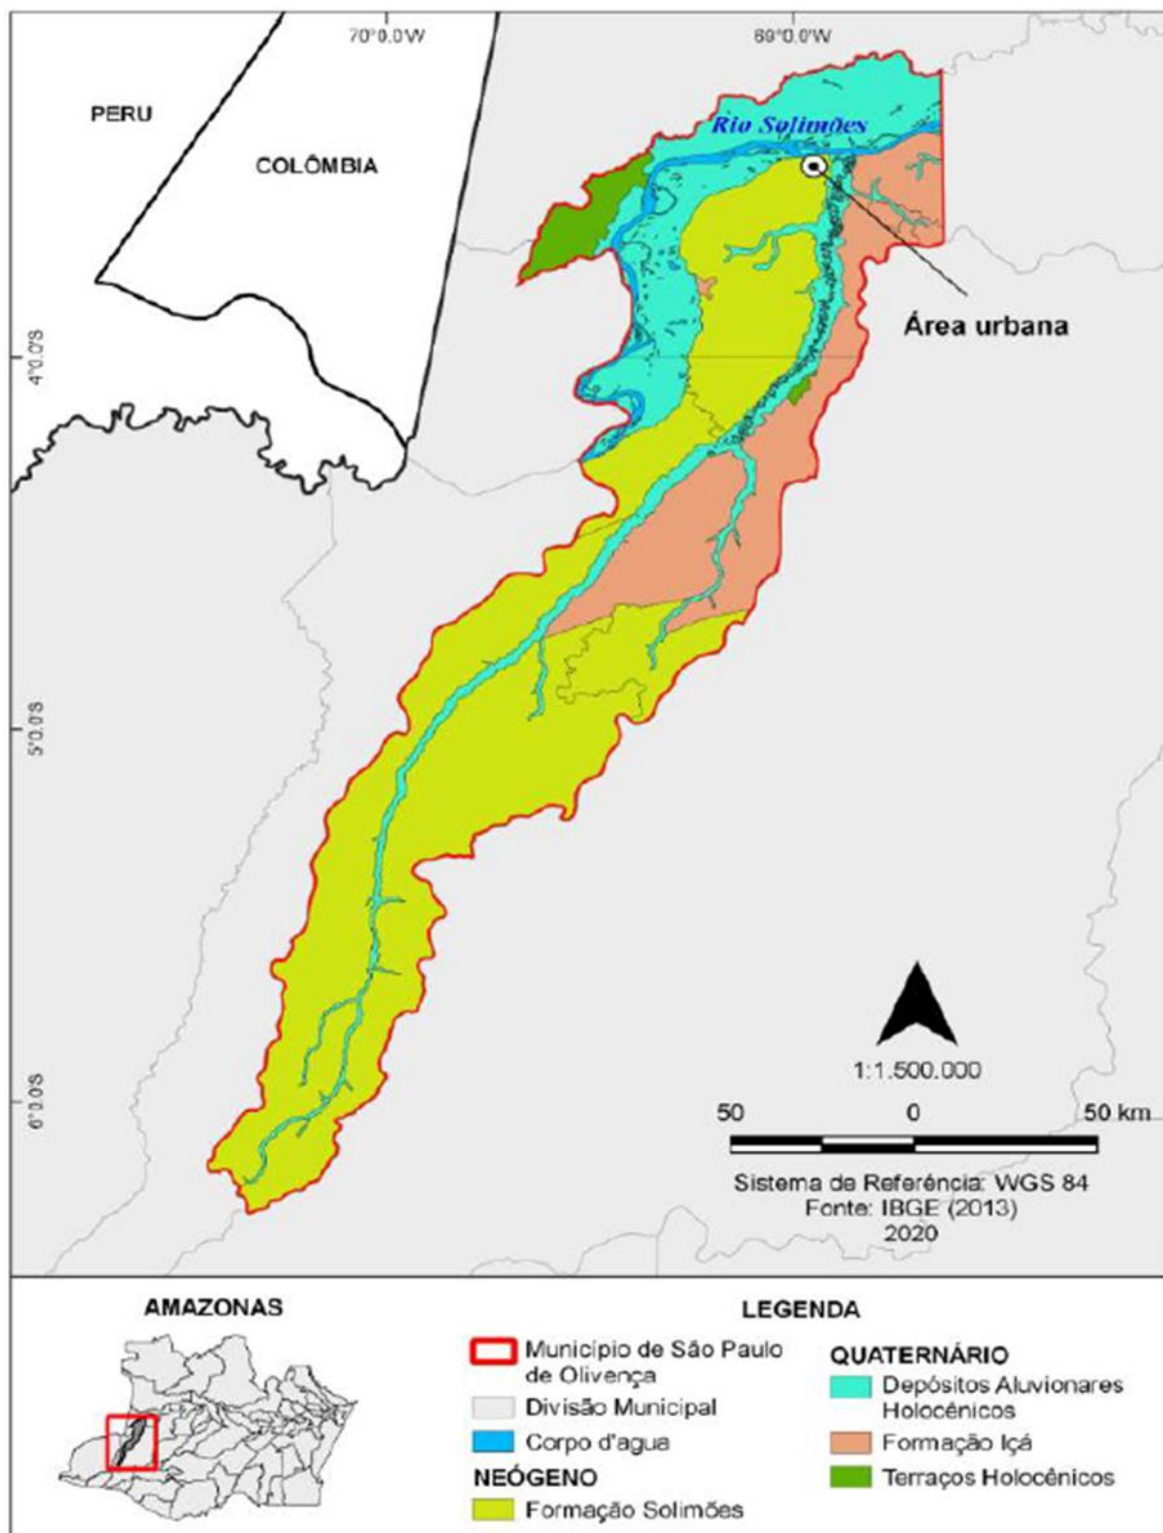 70°0.0'W
69°0.0'W
PERU
COLÔMBIA
Rio Solimões
Área urbana
4°0.0'S
5°0.0'S
6°0.0'S
1:1.500.000
50 0 50 km
Sistema de Referência: WGS 84
Fonte: IBGE (2013)
2020
AMAZONAS
LEGENDA
Município de São Paulo
de Olivença
Divisão Municipal
Corpo d'agua
NEÓGENO
Formação Solimões
QUATERNÁRIO
Depósitos Aluvionares
Holocênicos
Formação Içá
Terraços Holocênicos